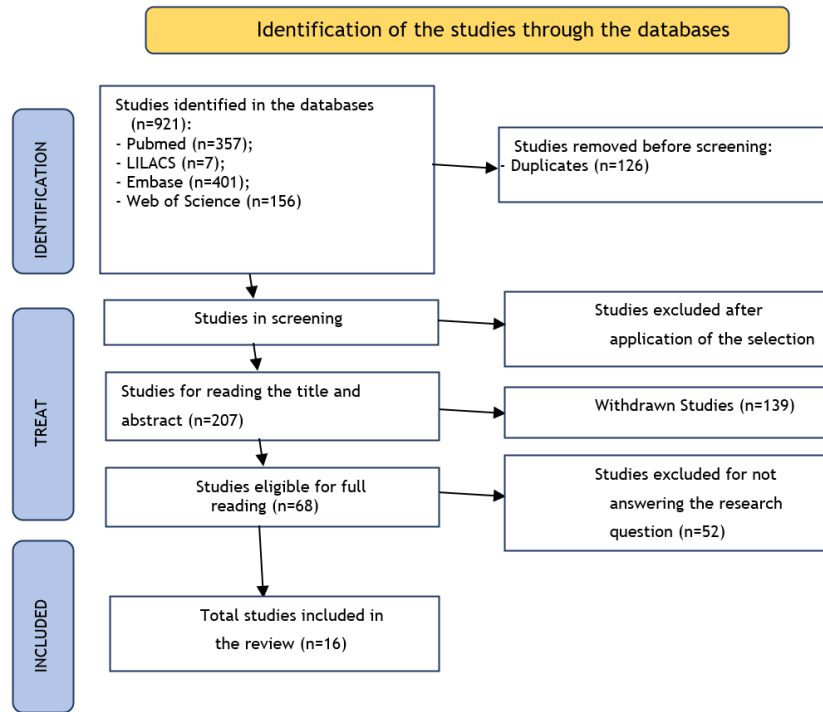 Identification of the studies through the databases
IDENTIFICATION
Studies identified in the databases
(n=921):
- Pubmed (n=357);
- LILACS (n=7);
- Embase (n=401);
- Web of Science (n=156)
Studies removed before screening:
- Duplicates (n=126)
TREAT
Studies in screening
Studies excluded after
application of the selection
Studies for reading the title and
abstract (n=207)
Withdrawn Studies (n=139)
Studies eligible for full
reading (n=68)
Studies excluded for not
answering the research
question (n=52)
INCLUDED
Total studies included in
the review (n=16)